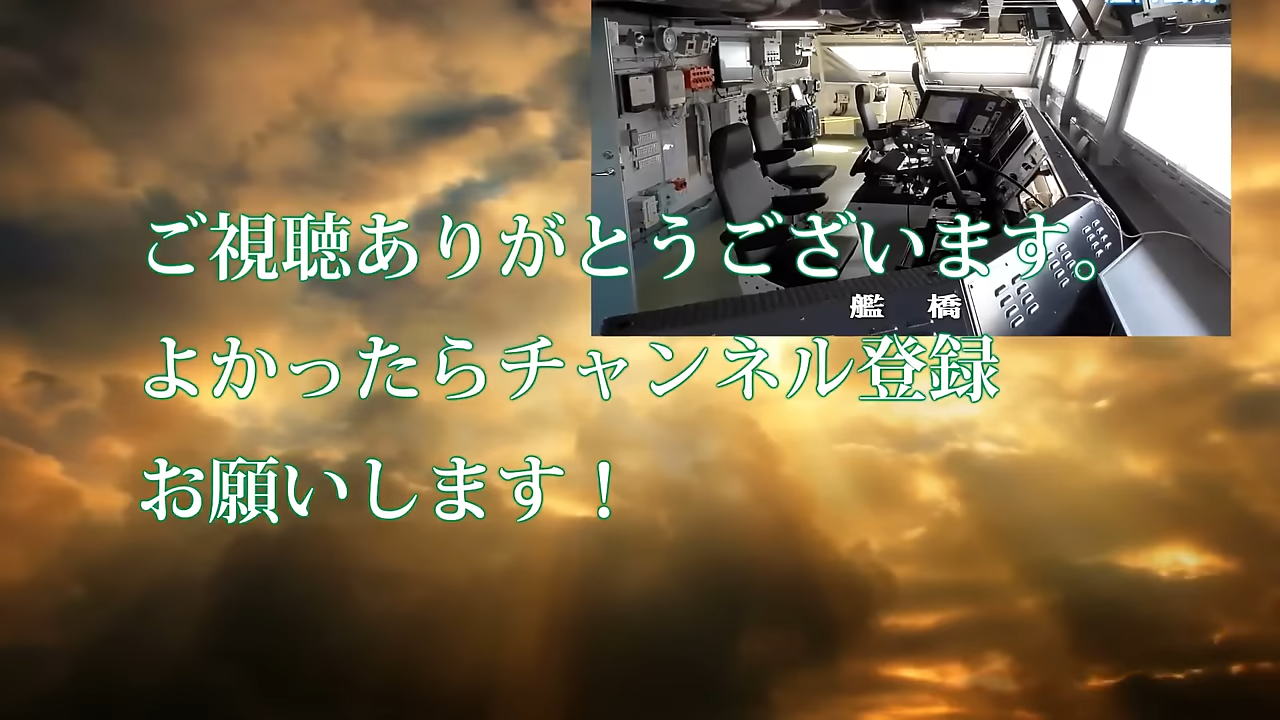 ご視聴ありがとうございます。
艦橋
よかったらチャンネル登録
お願いします！